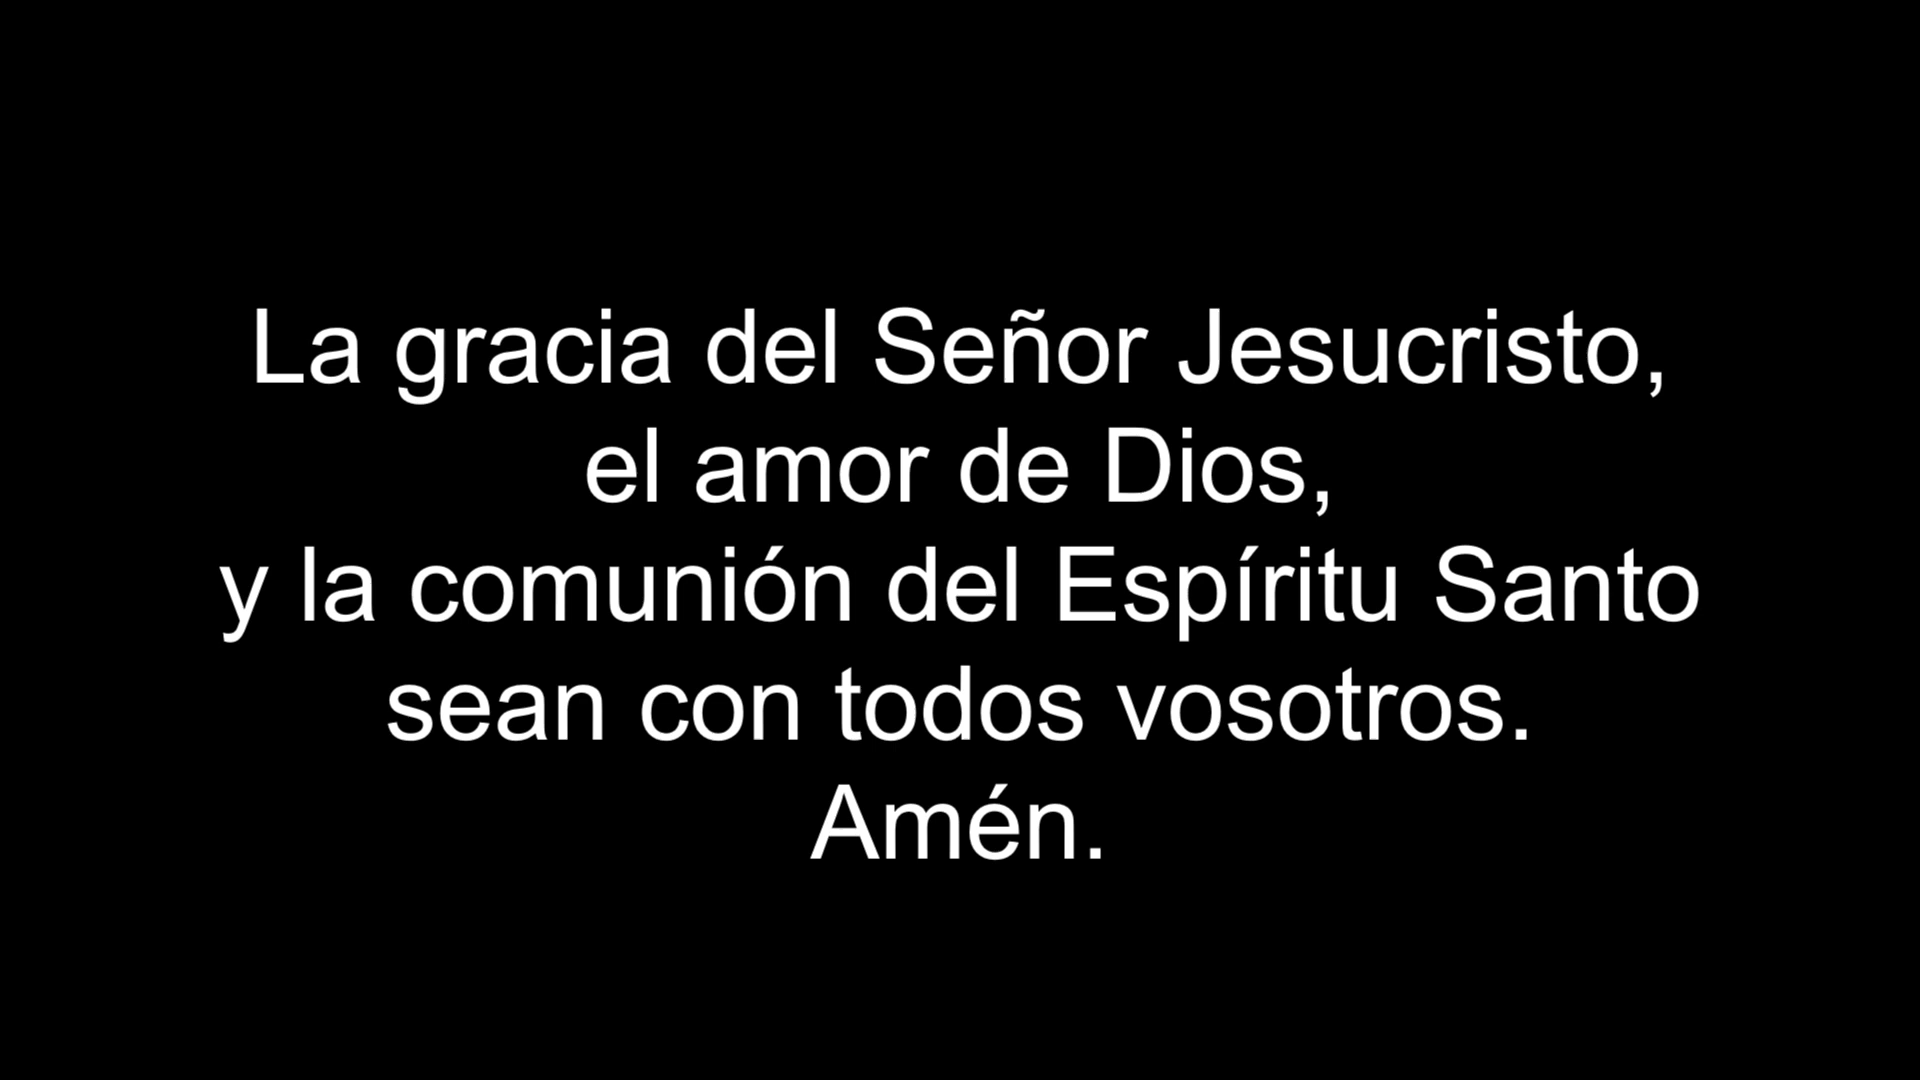 La gracia del Señor Jesucristo,
el amor de Dios,
y la comunión del Espíritu Santo
sean con todos vosotros.
Amén.